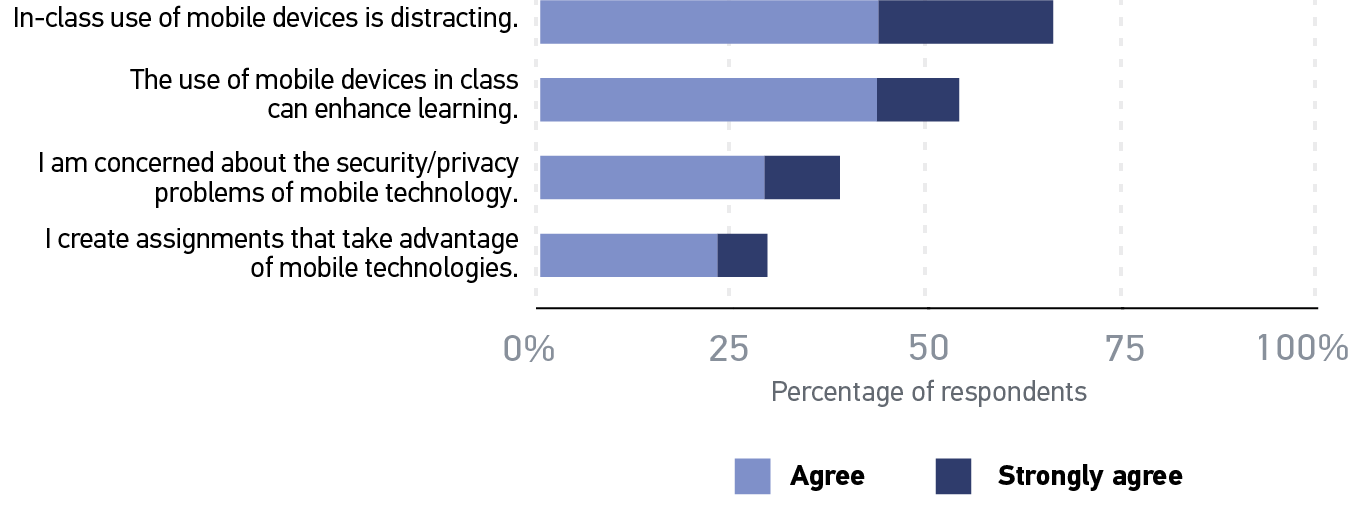 In-class use of mobile devices is distracting.
The use of mobile devices in class
can enhance learning.
I am concerned about the security/privacy
problems of mobile technology.
I create assignments that take advantage
of mobile technologies.
0% 25 50 75 100%
Percentage of respondents
Agree Strongly agree